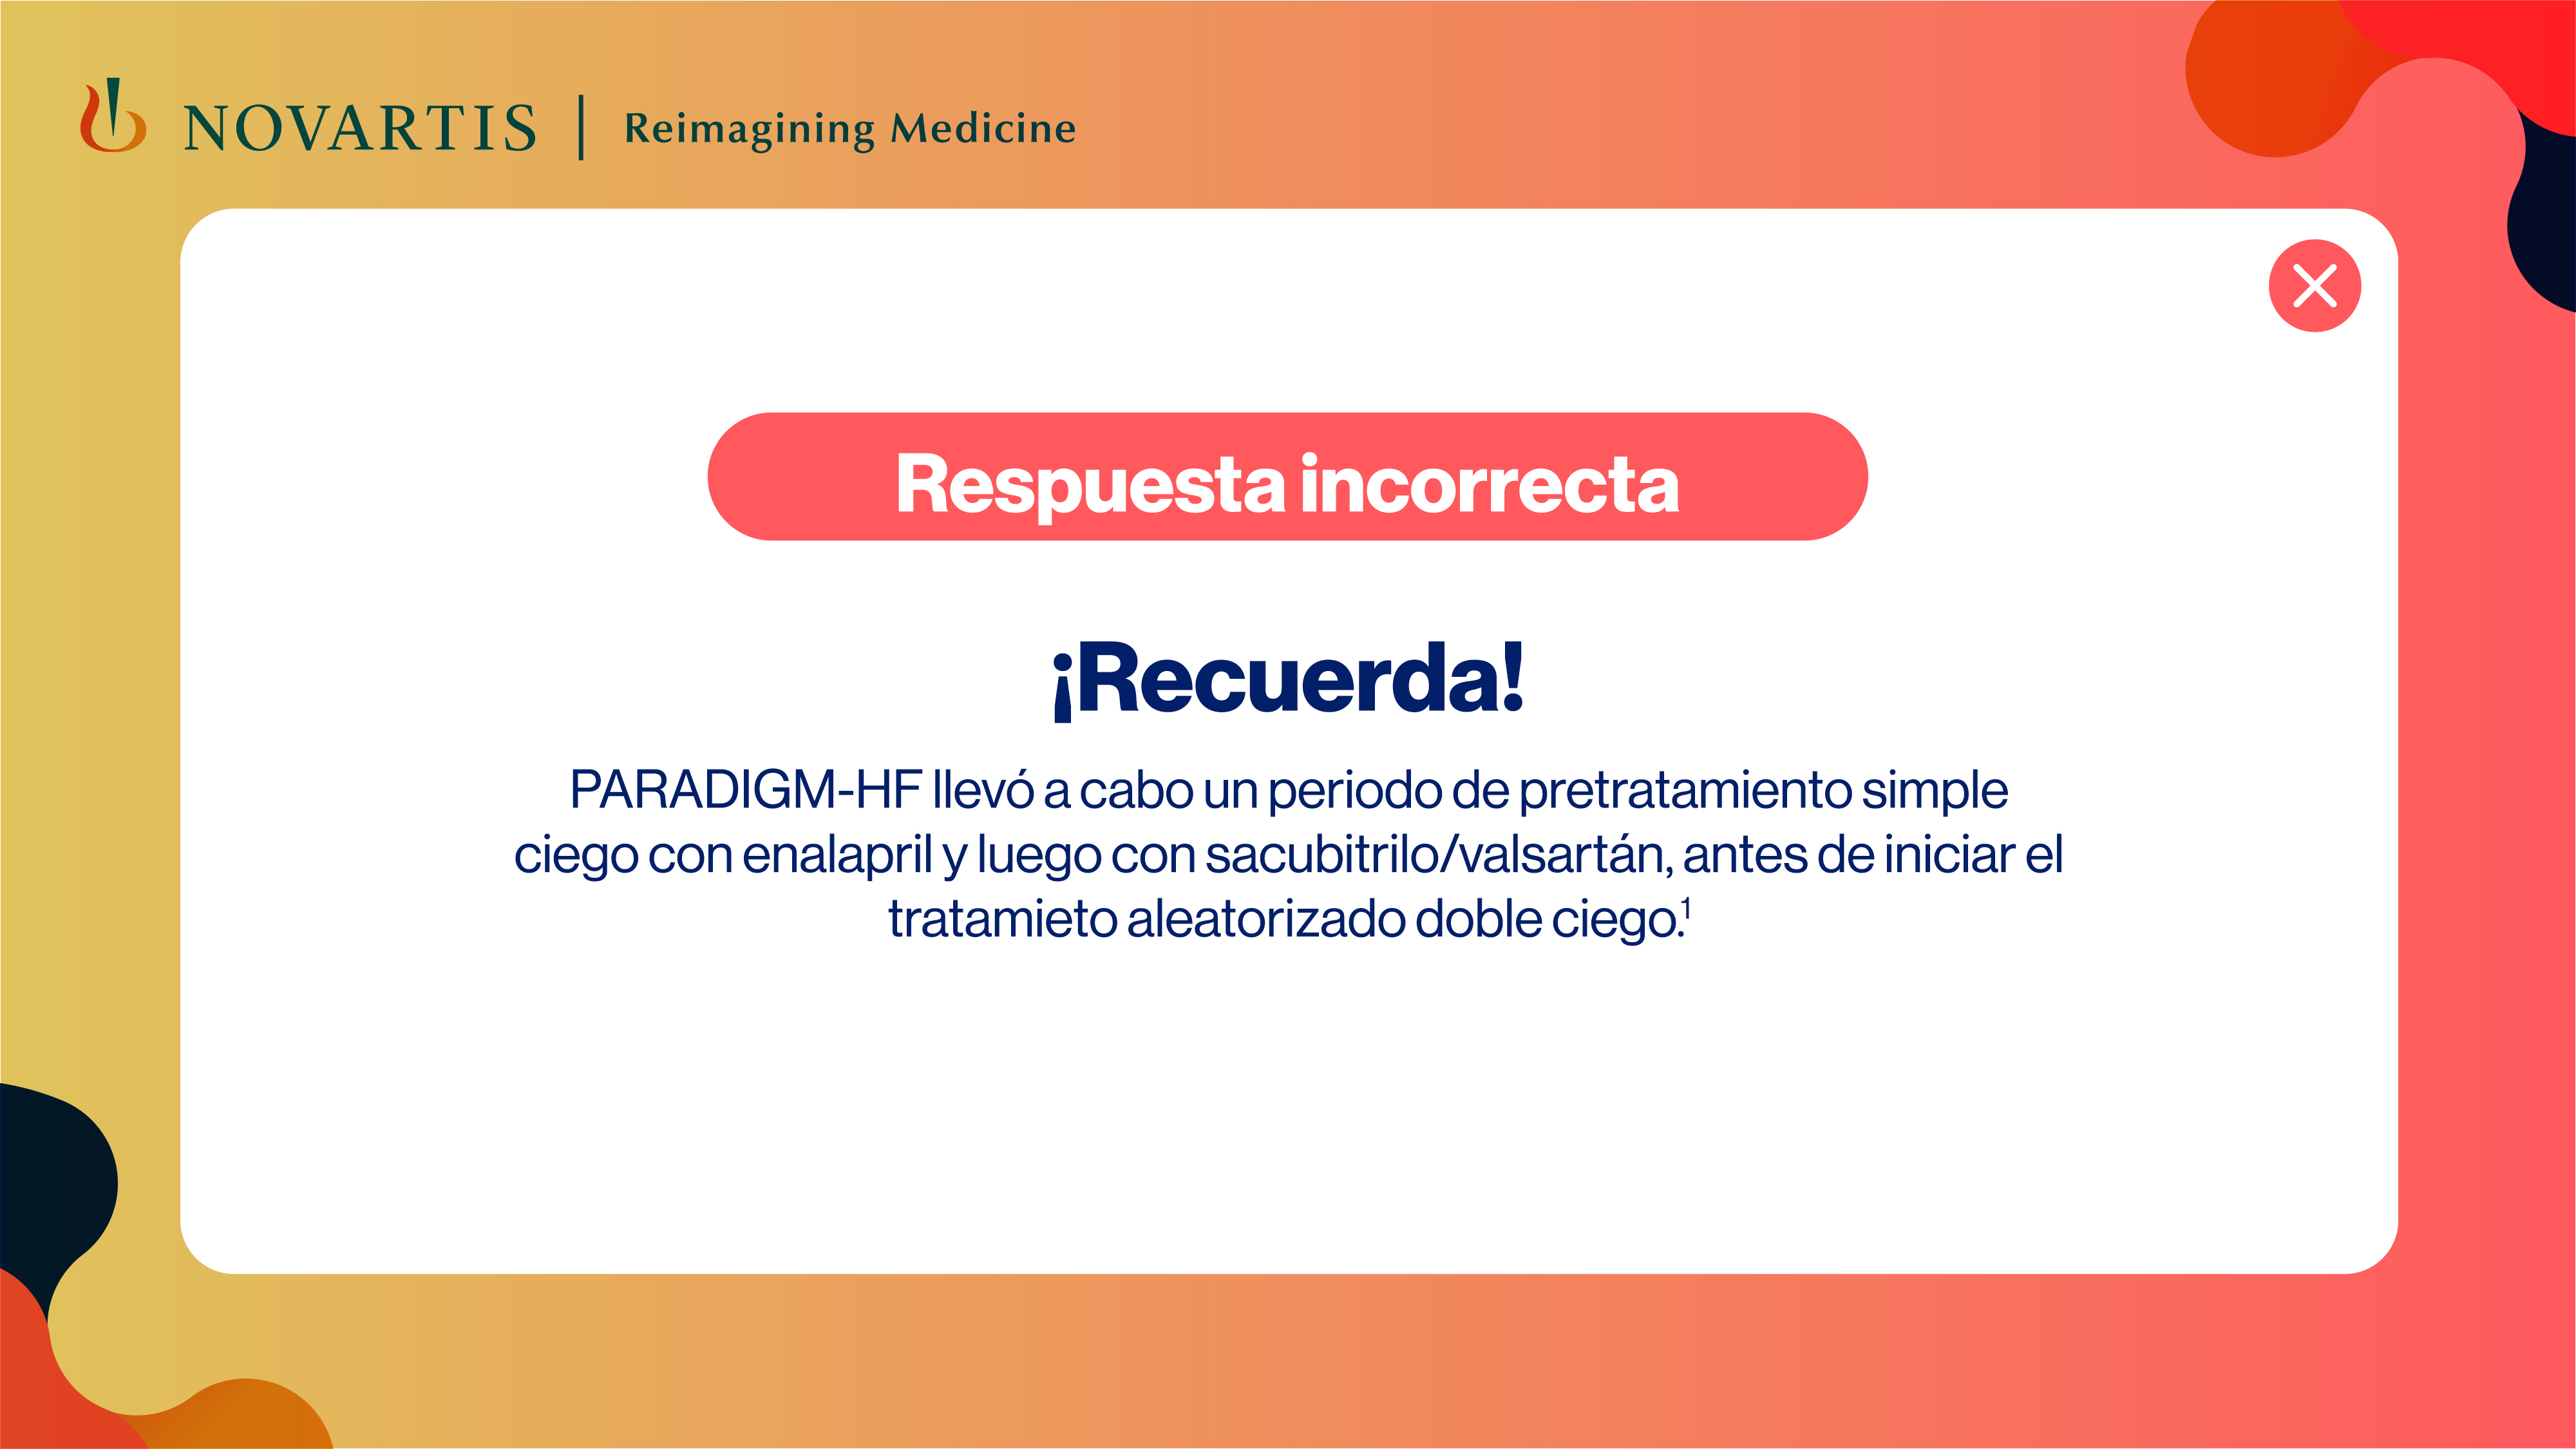 NOVARTIS | Reimagining Medicine
Respuesta incorrecta
¡Recuerda!
PARADIGM-HF llevó a cabo un periodo de pretratamiento simple
ciego con enalapril y luego con sacubitrilo/valsartán, antes de iniciar el
tratamieto aleatorizado doble ciego.¹